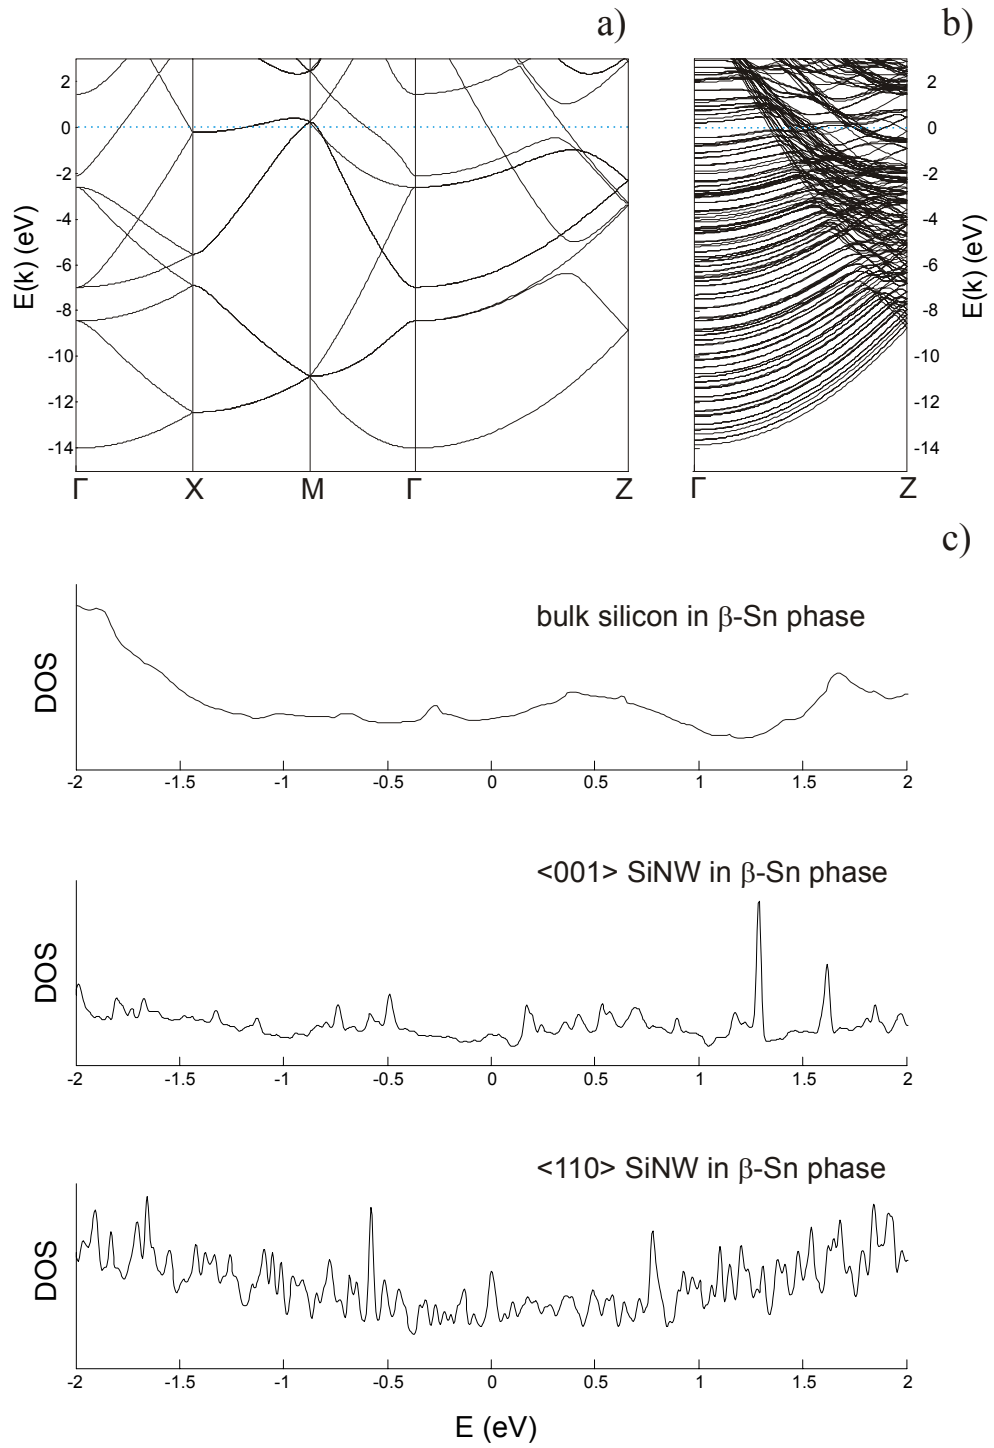 a)
b)
E(k) (eV)
2
0
-2
-4
-6
-8
-10
-12
-14
Γ X M Γ Z
2
0
-2
-4
-6
-8
-10
-12
-14
E(k) (eV)
Γ Z
c)
bulk silicon in β-Sn phase
DOS
-2 -1.5 -1 -0.5 0 0.5 1 1.5 2
<001> SiNW in β-Sn phase
DOS
-2 -1.5 -1 -0.5 0 0.5 1 1.5 2
<110> SiNW in β-Sn phase
DOS
-2 -1.5 -1 -0.5 0 0.5 1 1.5 2
E (eV)